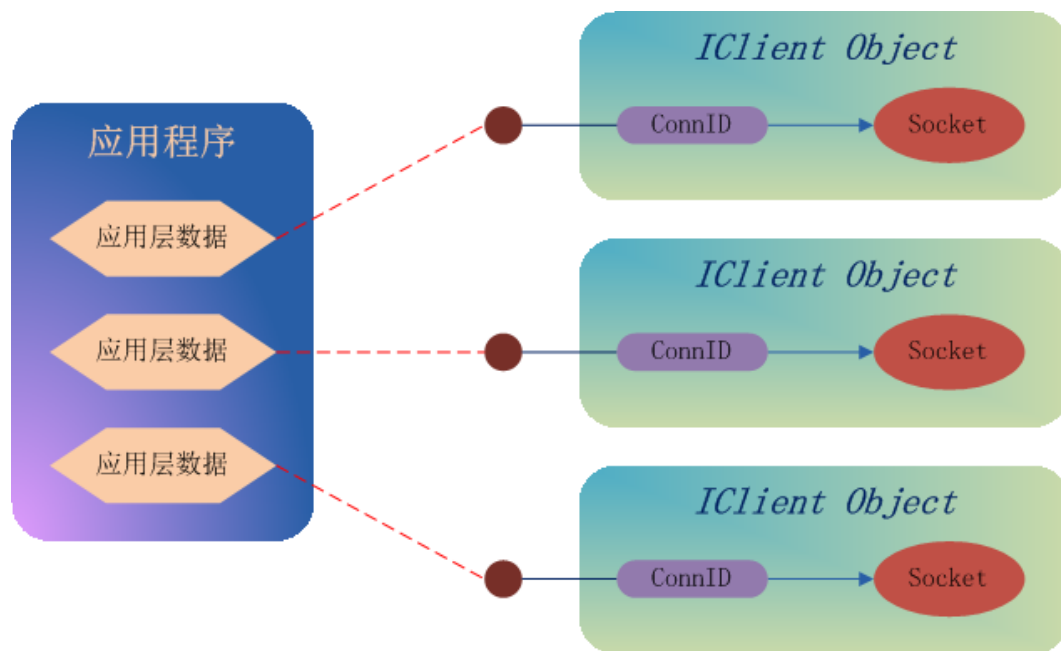 应用程序
应用层数据
应用层数据
应用层数据
IClient Object
ConnID
Socket
IClient Object
ConnID
Socket
IClient Object
ConnID
Socket